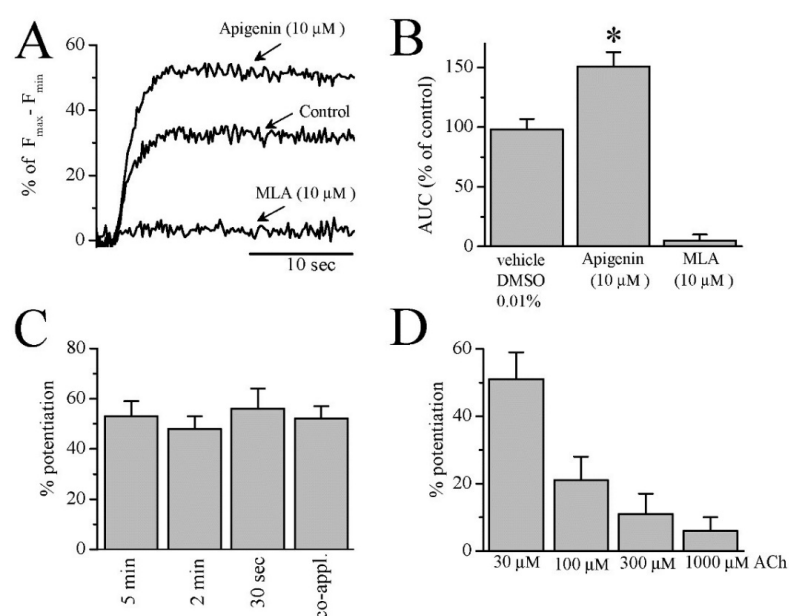 A
60
40
20
0
% of F max - F min
Apigenin (10 µM )
Control
MLA (10 µM )
10 sec
B
*
150
100
50
0
AUC (% of control)
vehicle
DMSO
0.01%
Apigenin
(10 µM )
MLA
(10 µM )
C
80
60
40
20
0
% potentiation
5 min
2 min
30 sec
co-appl.
D
60
40
20
0
% potentiation
30 µM 100 µM 300 µM 1000 µM ACh